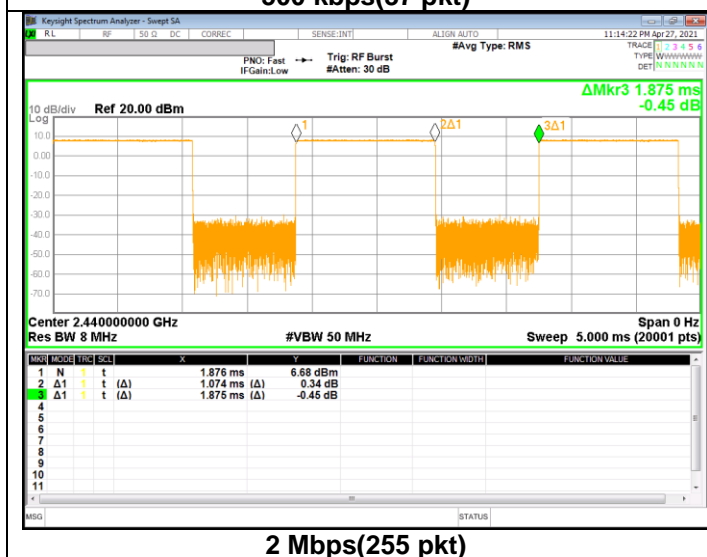 500 kbps(37 pkt)
Keysight Spectrum Analyzer - Swept SA
RL RF 50 Ω DC CORREC SENSE:INT ALIGN AUTO 11:14:22 PM Apr 27, 2021
#Avg Type: RMS TRACE 1 2 3 4 5 6
PNO: Fast Trig: RF Burst TYPE WWWWWW
IFGain:Low #Atten: 30 dB DET N N N N N N
ΔMkr3 1.875 ms
-0.45 dB
10 dB/div Ref 20.00 dBm
Log
1 2Δ1 3Δ1
10.0
0.00
-10.0
-20.0
-30.0
-40.0
-50.0
-60.0
-70.0
Center 2.440000000 GHz Span 0 Hz
Res BW 8 MHz #VBW 50 MHz Sweep 5.000 ms (20001 pts)
MKR MODE TRC SCL X Y FUNCTION FUNCTION WIDTH FUNCTION VALUE
1 N 1 t 1.876 ms 6.68 dBm
2 Δ1 1 t (Δ) 1.074 ms (Δ) 0.34 dB
3 Δ1 1 t (Δ) 1.875 ms (Δ) -0.45 dB
4
5
6
7
8
9
10
11
MSG STATUS
2 Mbps(255 pkt)